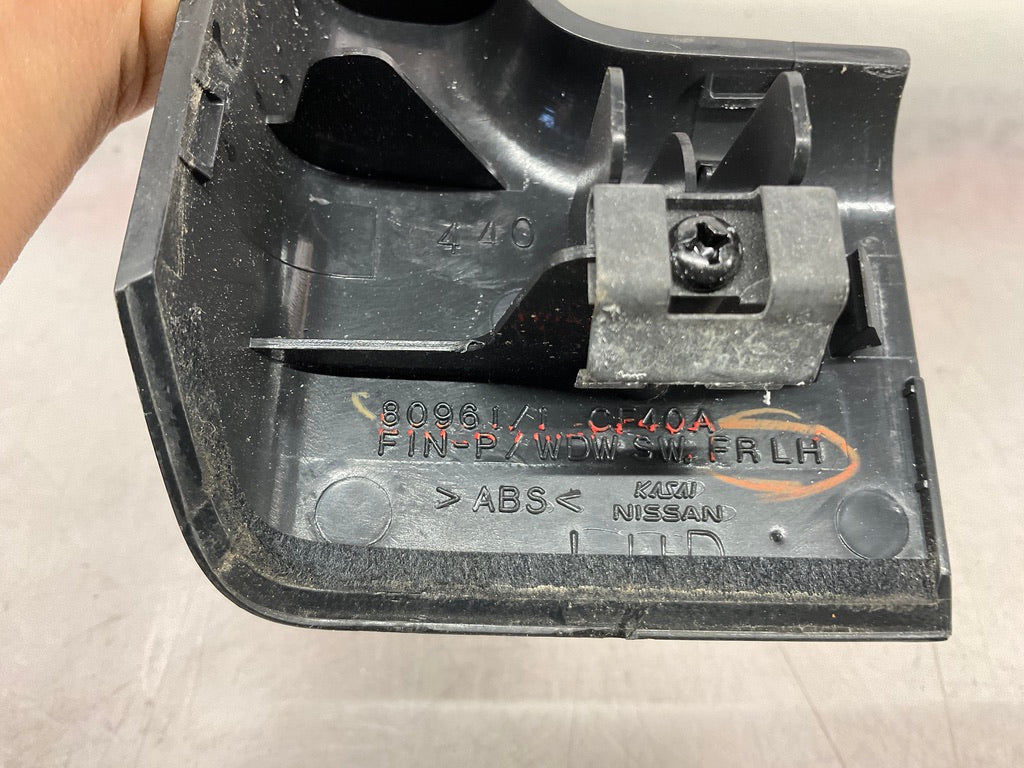 440
80961/1 -CF40A
FIN-P/WDW SW, FR LH
>ABS<
KASAI
NISSAN